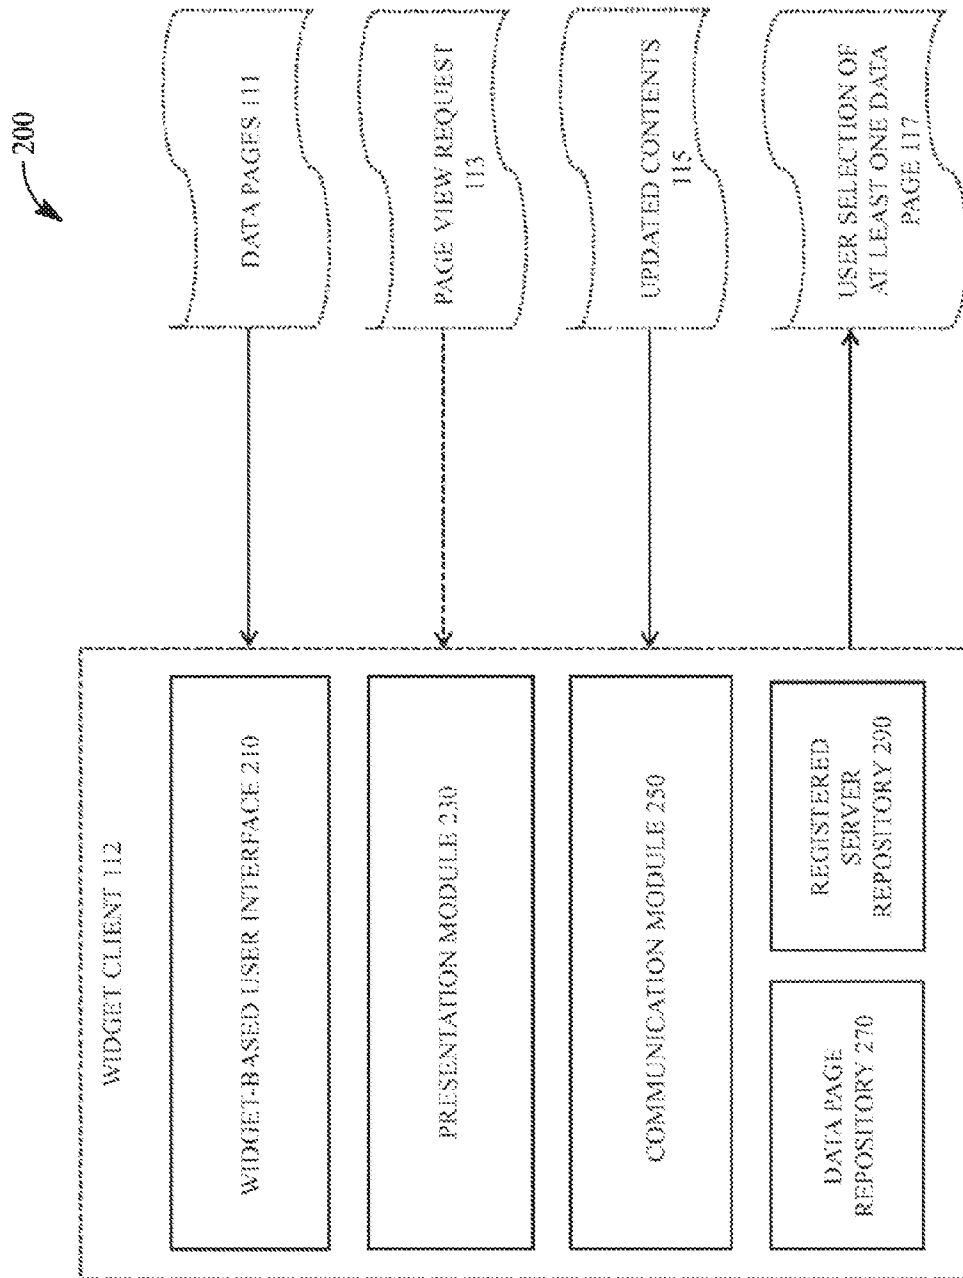 200
WIDGET CLIENT 112
WIDGET-BASED USER INTERFACE 210
PRESENTATION MODULE 230
COMMUNICATION MODULE 250
DATA PAGE
REPOSITORY 270
REGISTERED
SERVER
REPOSITORY 290
DATA PAGES 111
PAGE VIEW REQUEST
113
UPDATED CONTENTS
115
USER SELECTION OF
AT LEAST ONE DATA
PAGE 117